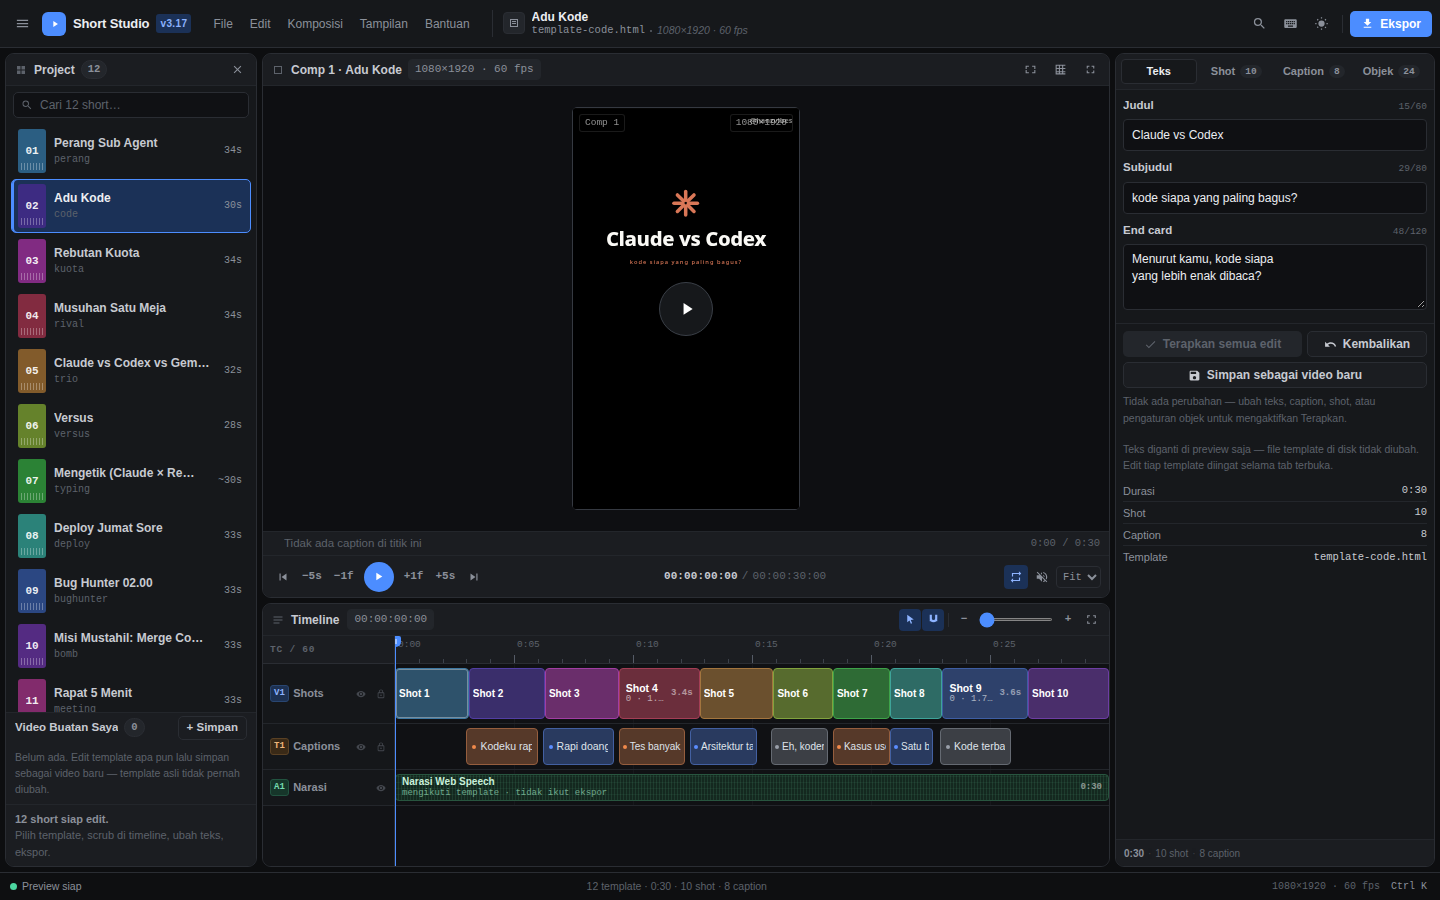 Short Studio v3.17 File Edit Komposisi Tampilan Bantuan
Adu Kode
template-code.html · 1080×1920 · 60 fps
Ekspor
Project 12
Cari 12 short…
01 Perang Sub Agent 34s
perang
02 Adu Kode 30s
code
03 Rebutan Kuota 34s
kuota
04 Musuhan Satu Meja 34s
rival
05 Claude vs Codex vs Gem… 32s
trio
06 Versus 28s
versus
07 Mengetik (Claude × Re… ~30s
typing
08 Deploy Jumat Sore 33s
deploy
09 Bug Hunter 02.00 33s
bughunter
10 Misi Mustahil: Merge Co… 33s
bomb
11 Rapat 5 Menit 33s
meeting
Video Buatan Saya 0 + Simpan
Belum ada. Edit template apa pun lalu simpan
sebagai video baru — template asli tidak pernah
diubah.
12 short siap edit.
Pilih template, scrub di timeline, ubah teks,
ekspor.
Comp 1 · Adu Kode 1080×1920 · 60 fps
Comp 1 1080×1920
Claude vs Codex
kode siapa yang paling bagus?
Tidak ada caption di titik ini 0:00 / 0:30
−5s −1f +1f +5s 00:00:00:00 / 00:00:30:00 Fit
Timeline 00:00:00:00 − +
TC / 60 0:00 0:05 0:10 0:15 0:20 0:25
V1 Shots Shot 1 Shot 2 Shot 3 Shot 4 3.4s Shot 5 Shot 6 Shot 7 Shot 8 Shot 9 3.6s Shot 10
0 · 1.… 0 · 1.7…
T1 Captions Kodeku rap Rapi doang Tes banyak Arsitektur ta Eh, koder Kasus us Satu b Kode terba
A1 Narasi Narasi Web Speech 0:30
mengikuti template · tidak ikut ekspor
Teks Shot 10 Caption 8 Objek 24
Judul 15/60
Claude vs Codex
Subjudul 29/80
kode siapa yang paling bagus?
End card 48/120
Menurut kamu, kode siapa
yang lebih enak dibaca?
Terapkan semua edit Kembalikan
Simpan sebagai video baru
Tidak ada perubahan — ubah teks, caption, shot, atau
pengaturan objek untuk mengaktifkan Terapkan.
Teks diganti di preview saja — file template di disk tidak diubah.
Edit tiap template diingat selama tab terbuka.
Durasi 0:30
Shot 10
Caption 8
Template template-code.html
0:30 · 10 shot · 8 caption
Preview siap 12 template · 0:30 · 10 shot · 8 caption 1080×1920 · 60 fps Ctrl K